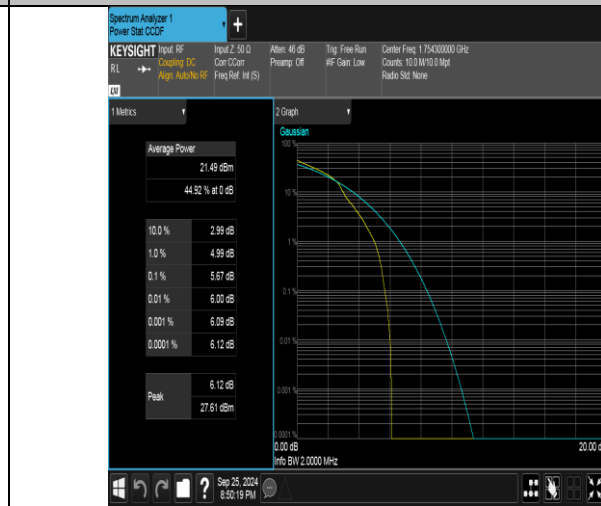 Spectrum Analyzer 1
Power Stat CCDF
+
KEYSIGHT Input: RF Input Z: 50 Ω Atten: 46 dB Trig: Free Run Center Freq: 1.754300000 GHz
RL Coupling: DC Corr CCorr Preamp: Off #IF Gain: Low Counts: 10.0 M/10.0 Mpt
Align: Auto/No RF Freq Ref: Int (S) Radio Std: None
1 Metrics
Average Power
21.49 dBm
44.92 % at 0 dB
10.0 % 2.99 dB
1.0 % 4.99 dB
0.1 % 5.67 dB
0.01 % 6.00 dB
0.001 % 6.09 dB
0.0001 % 6.12 dB
Peak 6.12 dB
27.61 dBm
2 Graph
Gaussian
100 %
10 %
1 %
0.1 %
0.01 %
0.001 %
0.0001 %
0.00 dB 20.00 d
Info BW 2.0000 MHz
? Sep 25, 2024
8:50:19 PM